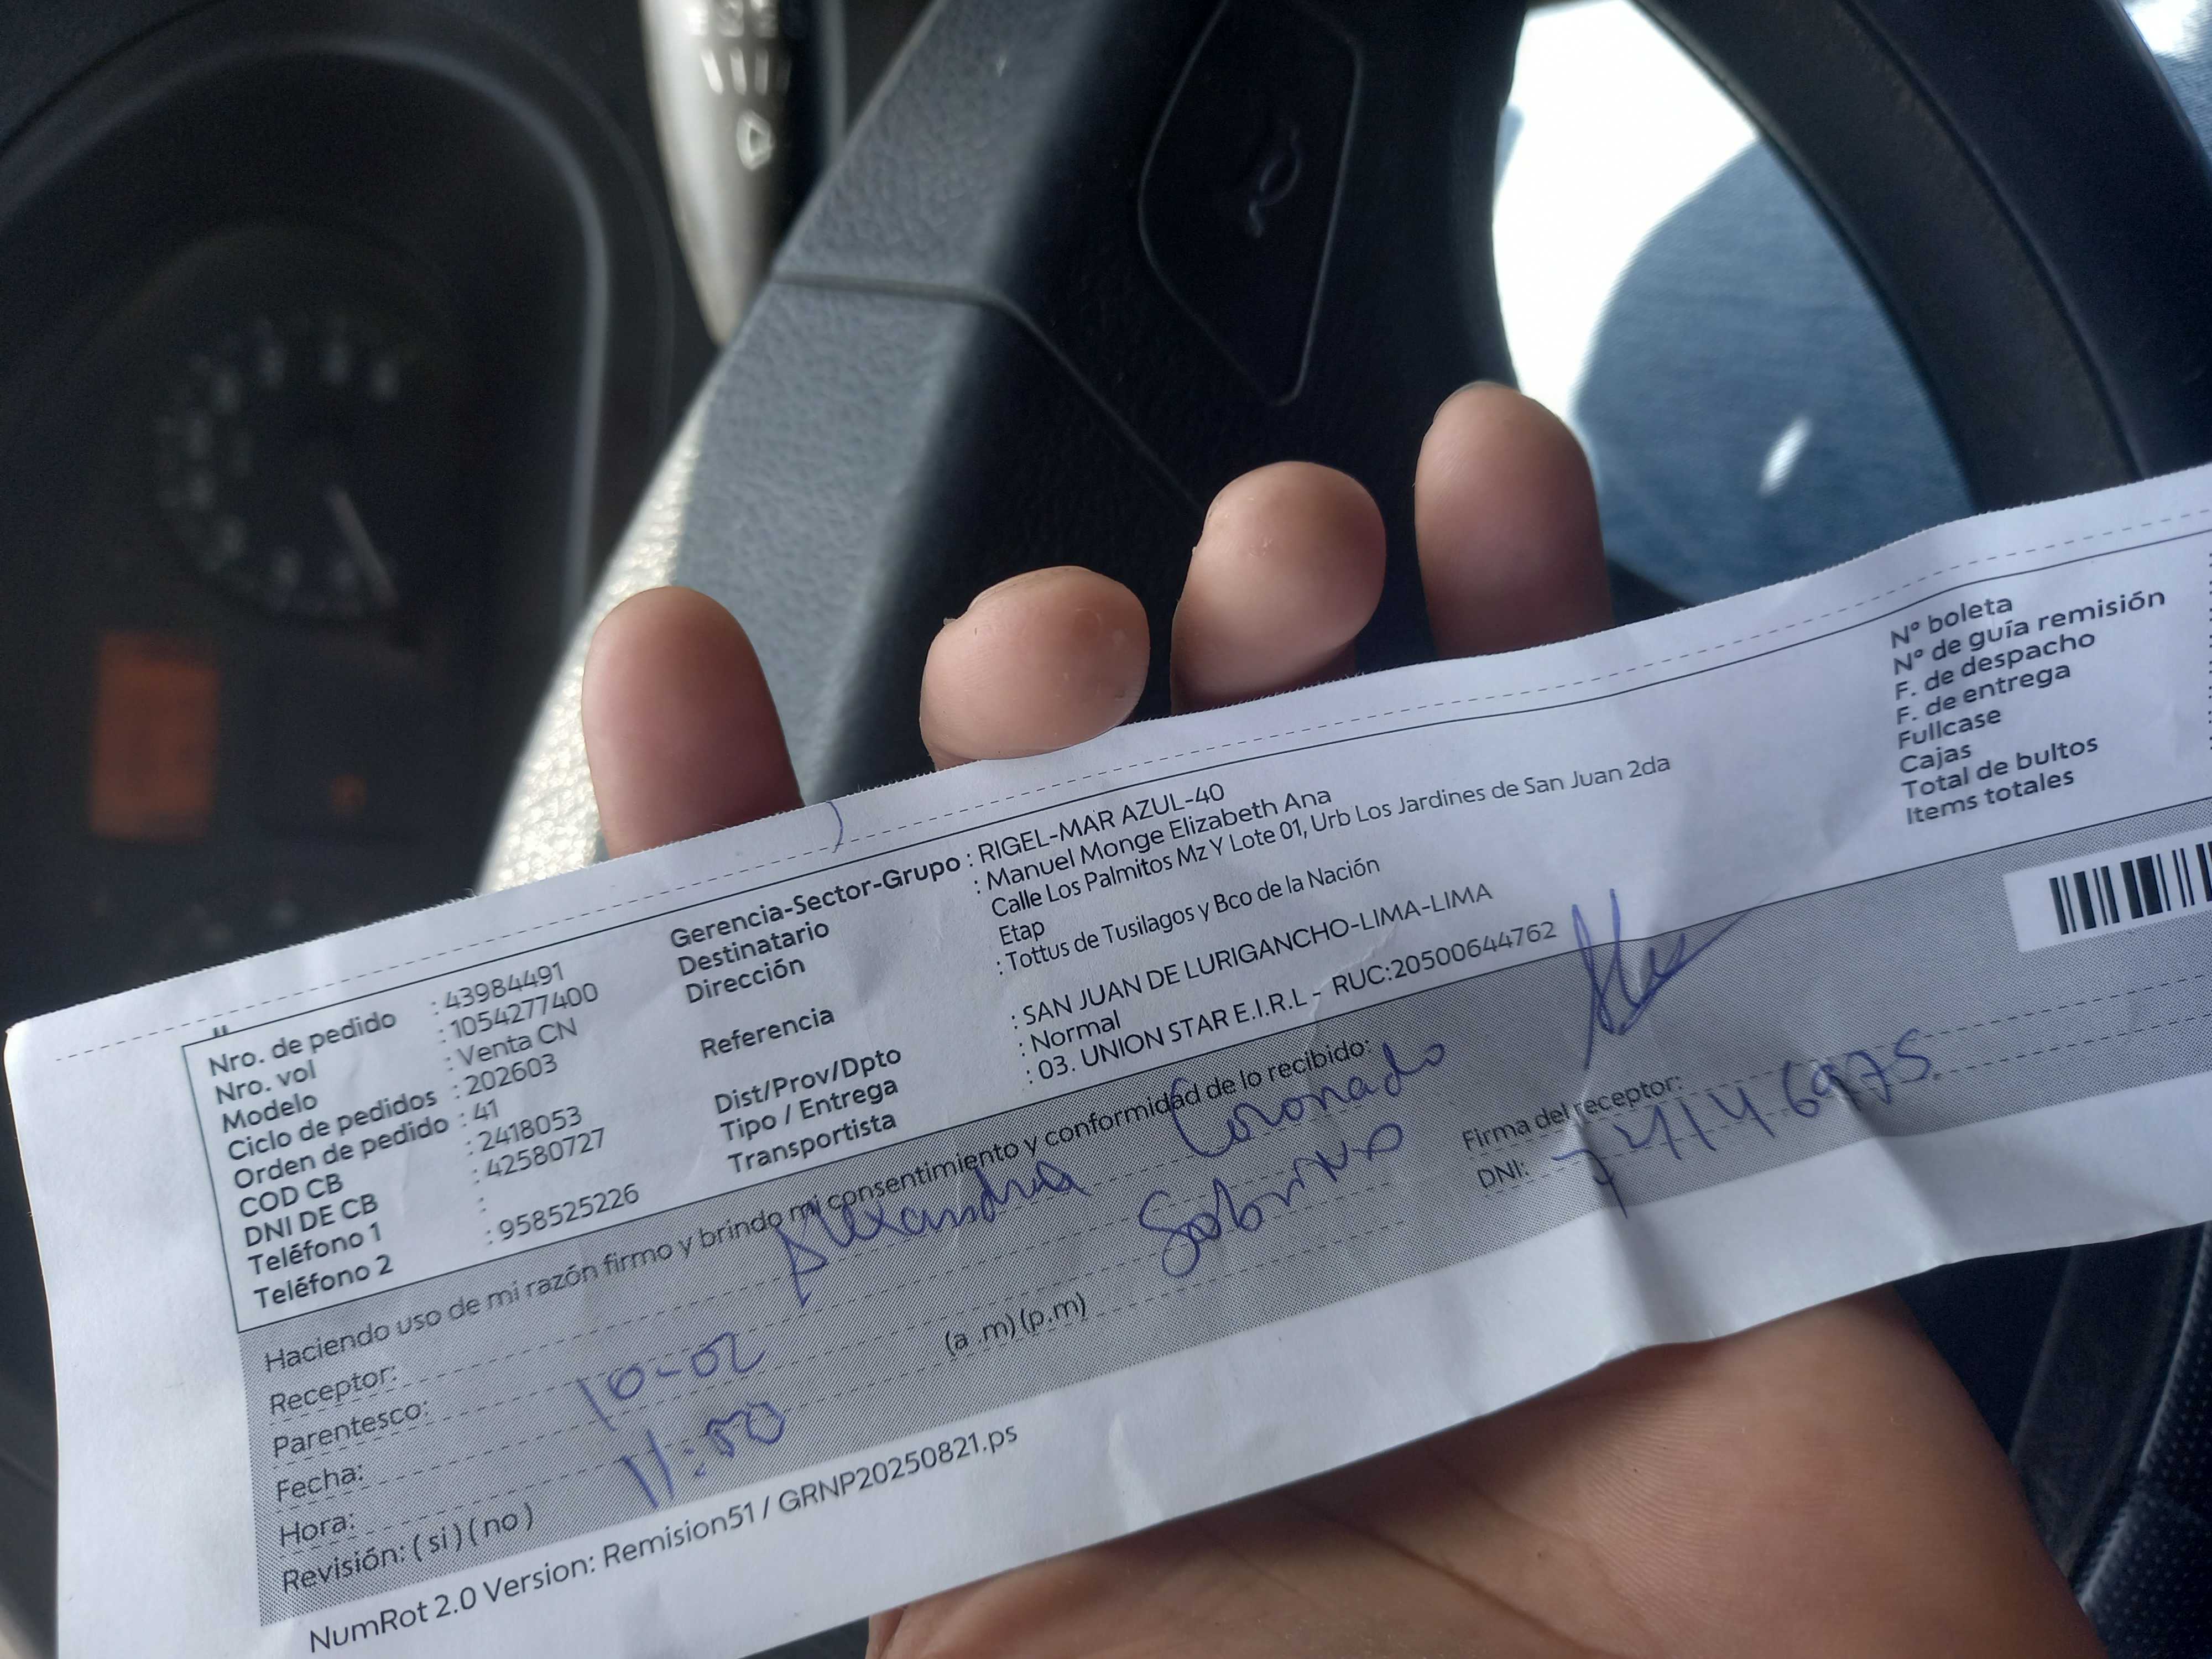 Nro. de pedido : 43984491
Nro. vol : 1054277400
Modelo : Venta CN
Ciclo de pedidos : 202603
Orden de pedido : 41
COD CB : 2418053
DNI DE CB : 42580727
Teléfono 1 :
Teléfono 2 : 958525226
Gerencia-Sector-Grupo : RIGEL-MAR AZUL-40
Destinatario : Manuel Monge Elizabeth Ana
Dirección Calle Los Palmitos Mz Y Lote 01, Urb Los Jardines de San Juan 2da
Etap
Referencia : Tottus de Tusilagos y Bco de la Nación
Dist/Prov/Dpto : SAN JUAN DE LURIGANCHO-LIMA-LIMA
Tipo / Entrega : Normal
Transportista : 03. UNION STAR E.I.R.L - RUC:20500644762
N° boleta
N° de guía remisión
F. de despacho
F. de entrega
Fullcase
Cajas
Total de bultos
Items totales
Haciendo uso de mi razón firmo y brindo mi consentimiento y conformidad de lo recibido:
Receptor: Alexandra Coronado
Firma del receptor:
Parentesco: Sobrina
DNI:
Fecha: 10-02
Hora: 11:50 (a .m) (p.m)
Revisión: ( si ) ( no )
NumRot 2.0 Version: Remision51 / GRNP20250821.ps